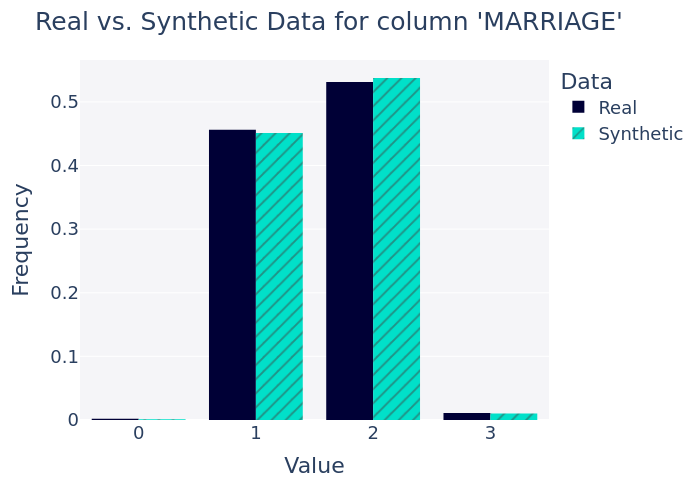 Real vs. Synthetic Data for column 'MARRIAGE'
Data
Real
Synthetic
Frequency
0.5
0.4
0.3
0.2
0.1
0
0 1 2 3
Value